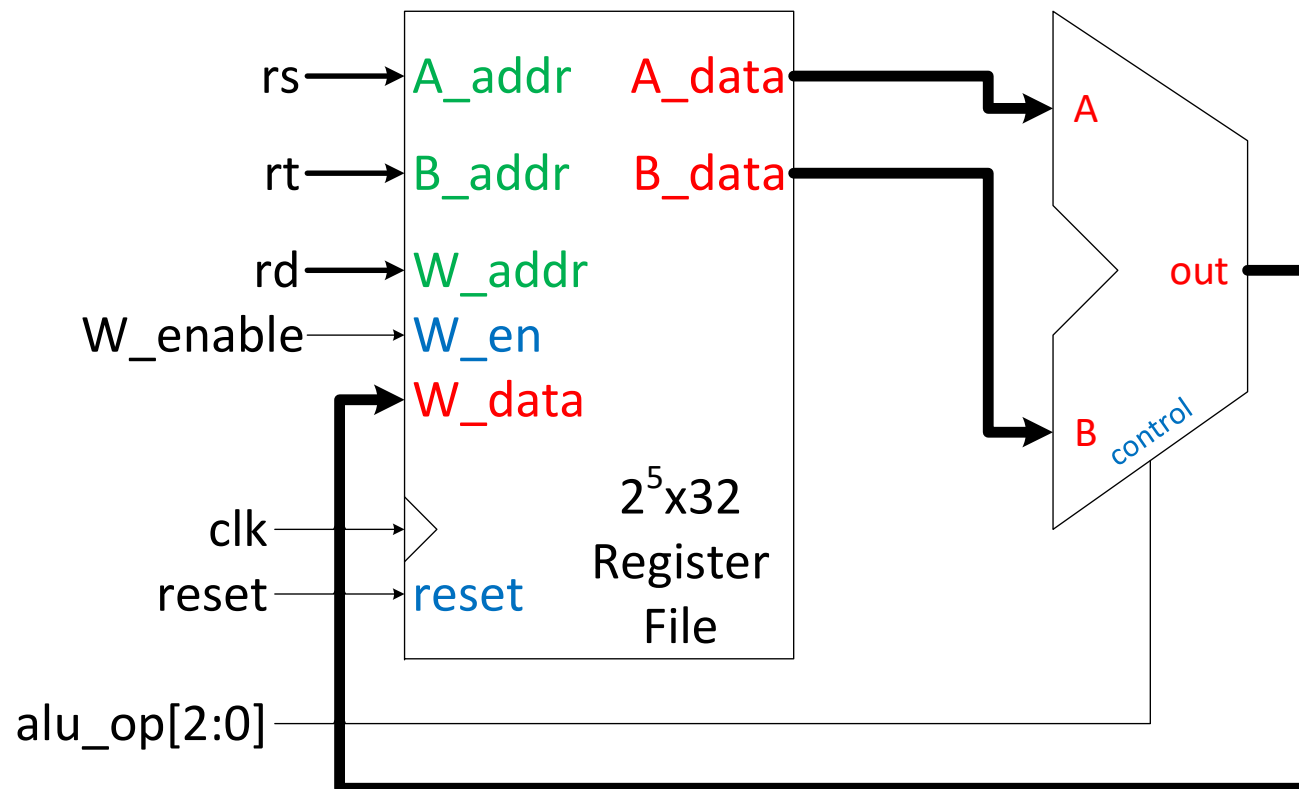 rs
A_addr
A_data
A
rt
B_addr
B_data
rd
W_addr
out
W_enable
W_en
W_data
B
control
2⁵x32
Register
File
clk
reset
reset
alu_op[2:0]